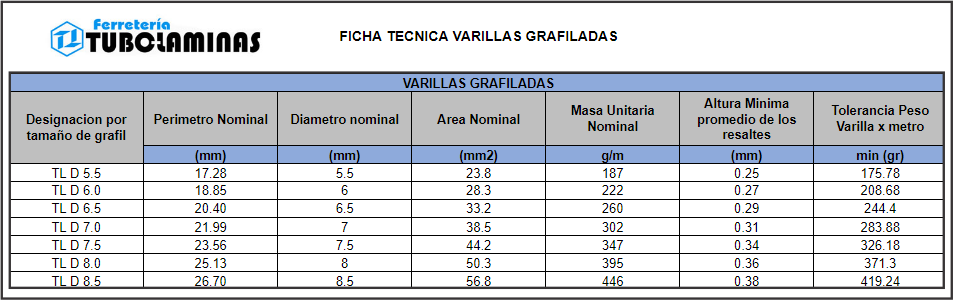 Ferretería
TUBOLAMINAS
FICHA TECNICA VARILLAS GRAFILADAS
VARILLAS GRAFILADAS
Designacion por tamaño de grafil Perimetro Nominal Diametro nominal Area Nominal Masa Unitaria Nominal Altura Minima promedio de los resaltes Tolerancia Peso Varilla x metro
(mm) (mm) (mm2) g/m (mm) min (gr)
TL D 5.5 17.28 5.5 23.8 187 0.25 175.78
TL D 6.0 18.85 6 28.3 222 0.27 208.68
TL D 6.5 20.40 6.5 33.2 260 0.29 244.4
TL D 7.0 21.99 7 38.5 302 0.31 283.88
TL D 7.5 23.56 7.5 44.2 347 0.34 326.18
TL D 8.0 25.13 8 50.3 395 0.36 371.3
TL D 8.5 26.70 8.5 56.8 446 0.38 419.24